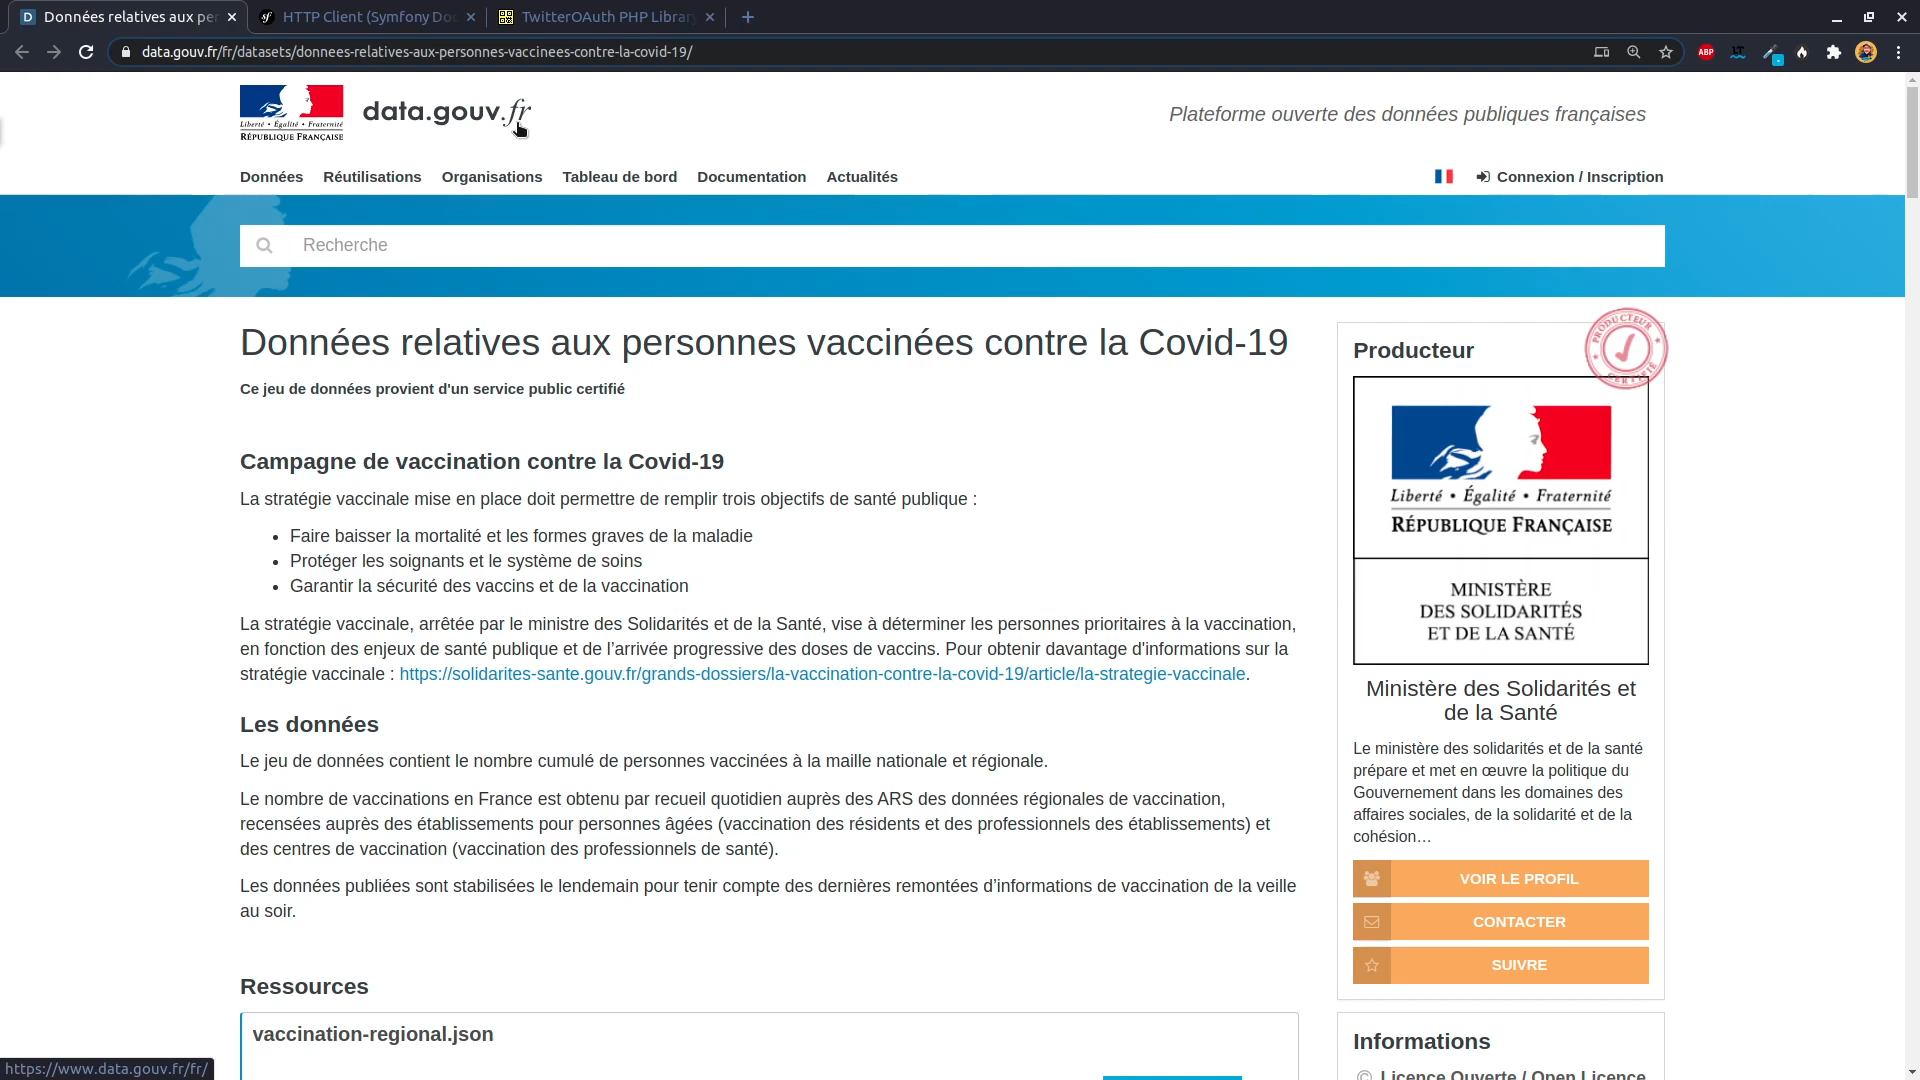 Données relatives aux per
HTTP Client (Symfony Doc
TwitterOAuth PHP Library
data.gouv.fr/fr/datasets/donnees-relatives-aux-personnes-vaccinees-contre-la-covid-19/
ABP
Liberté • Égalité • Fraternité
RÉPUBLIQUE FRANÇAISE
data.gouv.fr
Plateforme ouverte des données publiques françaises
Données Réutilisations Organisations Tableau de bord Documentation Actualités
Connexion / Inscription
Recherche
Données relatives aux personnes vaccinées contre la Covid-19
Ce jeu de données provient d'un service public certifié
Campagne de vaccination contre la Covid-19
La stratégie vaccinale mise en place doit permettre de remplir trois objectifs de santé publique :
• Faire baisser la mortalité et les formes graves de la maladie
• Protéger les soignants et le système de soins
• Garantir la sécurité des vaccins et de la vaccination
La stratégie vaccinale, arrêtée par le ministre des Solidarités et de la Santé, vise à déterminer les personnes prioritaires à la vaccination,
en fonction des enjeux de santé publique et de l’arrivée progressive des doses de vaccins. Pour obtenir davantage d'informations sur la
stratégie vaccinale : https://solidarites-sante.gouv.fr/grands-dossiers/la-vaccination-contre-la-covid-19/article/la-strategie-vaccinale.
Les données
Le jeu de données contient le nombre cumulé de personnes vaccinées à la maille nationale et régionale.
Le nombre de vaccinations en France est obtenu par recueil quotidien auprès des ARS des données régionales de vaccination,
recensées auprès des établissements pour personnes âgées (vaccination des résidents et des professionnels des établissements) et
des centres de vaccination (vaccination des professionnels de santé).
Les données publiées sont stabilisées le lendemain pour tenir compte des dernières remontées d’informations de vaccination de la veille
au soir.
Ressources
vaccination-regional.json
Producteur
PRODUCTEUR
CERTIFIÉ
Liberté • Égalité • Fraternité
RÉPUBLIQUE FRANÇAISE
MINISTÈRE
DES SOLIDARITÉS
ET DE LA SANTÉ
Ministère des Solidarités et
de la Santé
Le ministère des solidarités et de la santé
prépare et met en œuvre la politique du
Gouvernement dans les domaines des
affaires sociales, de la solidarité et de la
cohésion…
VOIR LE PROFIL
CONTACTER
SUIVRE
Informations
Licence Ouverte / Open Licence
https://www.data.gouv.fr/fr/